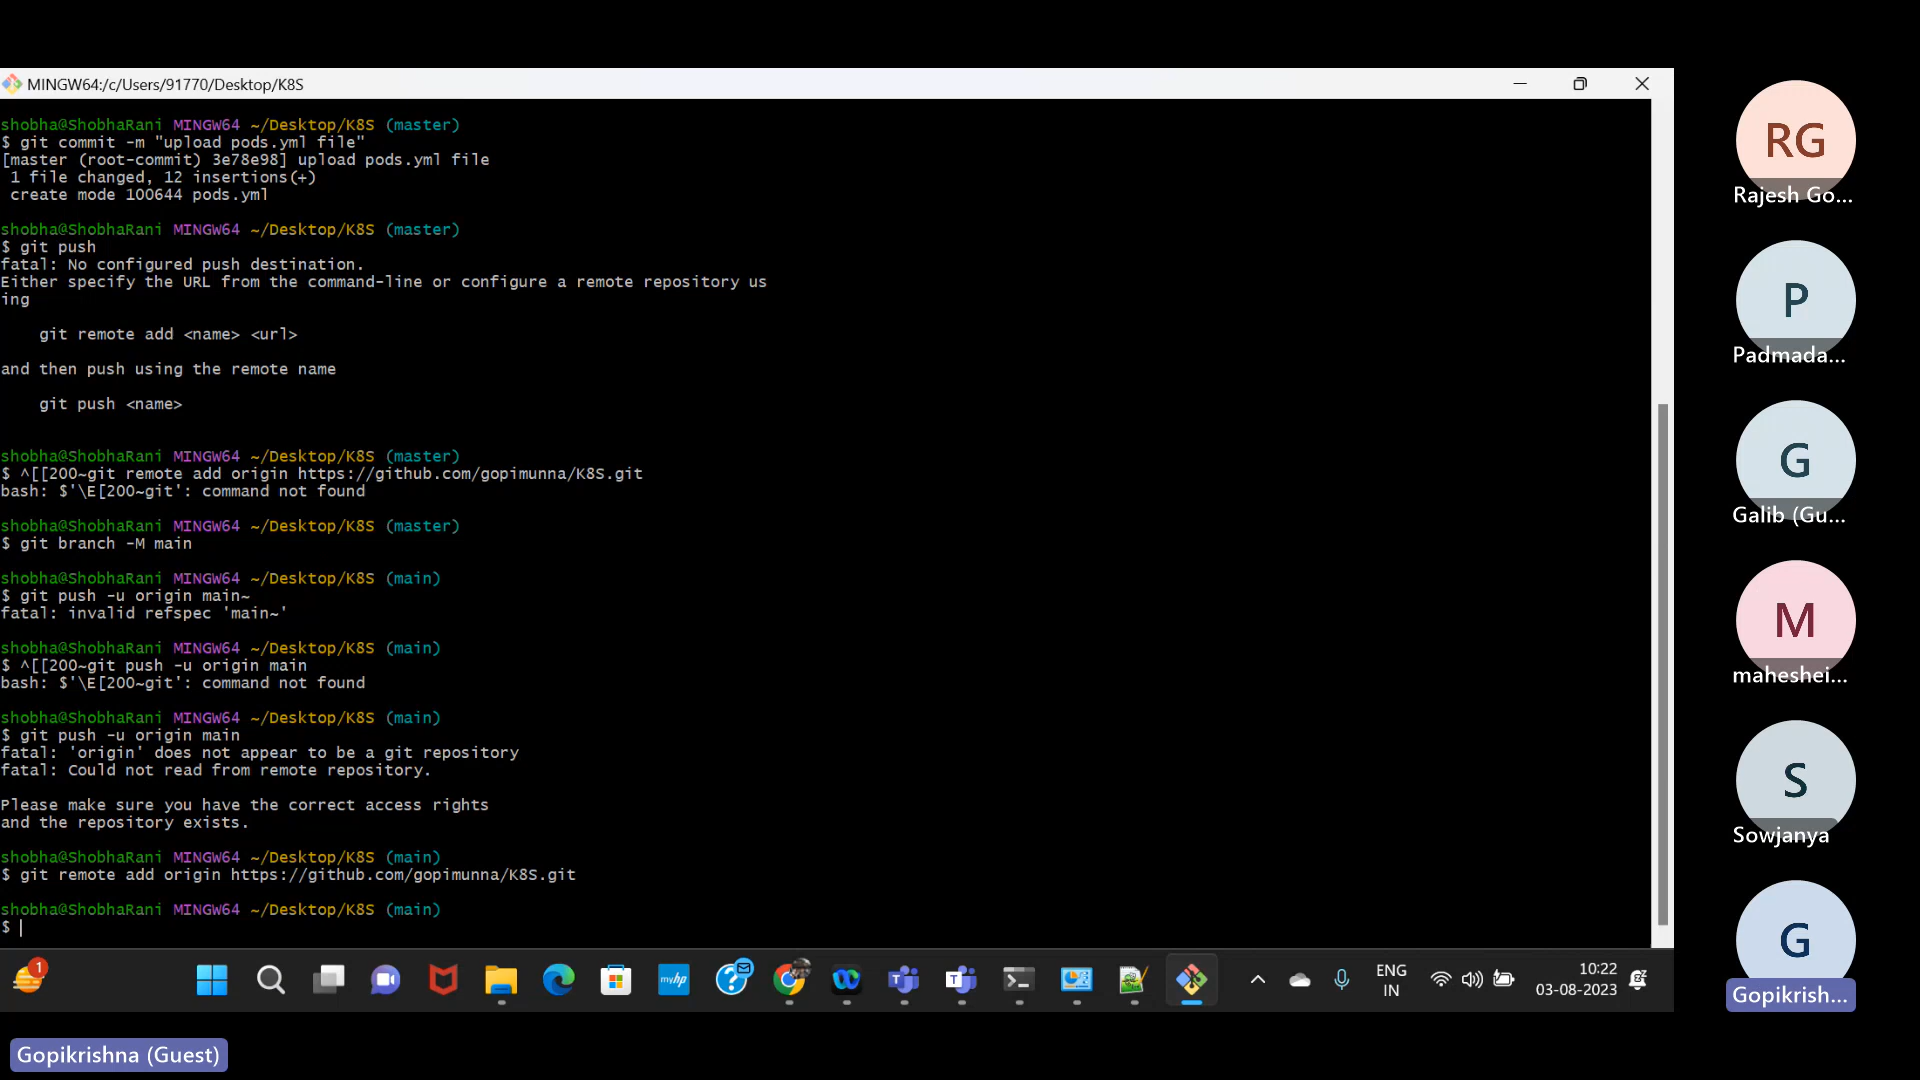 MINGW64:/c/Users/91770/Desktop/K8S
shobha@ShobhaRani MINGW64 ~/Desktop/K8S (master)
$ git commit -m "upload pods.yml file"
[master (root-commit) 3e78e98] upload pods.yml file
1 file changed, 12 insertions(+)
create mode 100644 pods.yml
shobha@ShobhaRani MINGW64 ~/Desktop/K8S (master)
$ git push
fatal: No configured push destination.
Either specify the URL from the command-line or configure a remote repository us
ing
git remote add <name> <url>
and then push using the remote name
git push <name>
shobha@ShobhaRani MINGW64 ~/Desktop/K8S (master)
$ ^[[200~git remote add origin https://github.com/gopimunna/K8S.git
bash: $'\E[200~git': command not found
shobha@ShobhaRani MINGW64 ~/Desktop/K8S (master)
$ git branch -M main
shobha@ShobhaRani MINGW64 ~/Desktop/K8S (main)
$ git push -u origin main~
fatal: invalid refspec 'main~'
shobha@ShobhaRani MINGW64 ~/Desktop/K8S (main)
$ ^[[200~git push -u origin main
bash: $'\E[200~git': command not found
shobha@ShobhaRani MINGW64 ~/Desktop/K8S (main)
$ git push -u origin main
fatal: 'origin' does not appear to be a git repository
fatal: Could not read from remote repository.
Please make sure you have the correct access rights
and the repository exists.
shobha@ShobhaRani MINGW64 ~/Desktop/K8S (main)
$ git remote add origin https://github.com/gopimunna/K8S.git
shobha@ShobhaRani MINGW64 ~/Desktop/K8S (main)
$
RG
Rajesh Go...
P
Padmada...
G
Galib (Gu...
M
maheshei...
S
Sowjanya
G
Gopikrish...
1
myhp
ENG
IN
10:22
03-08-2023
Gopikrishna (Guest)